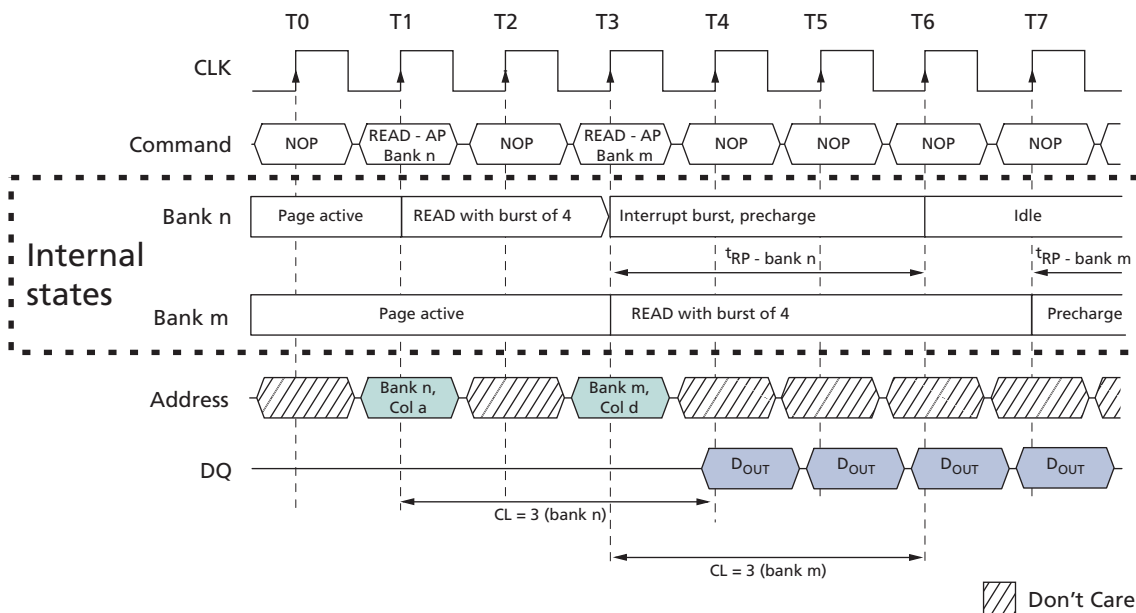 T0 T1 T2 T3 T4 T5 T6 T7
CLK
Command NOP READ - AP Bank n NOP READ - AP Bank m NOP NOP NOP NOP
Bank n Page active READ with burst of 4 Interrupt burst, precharge Idle
Internal
states
tRP - bank n tRP - bank m
Bank m Page active READ with burst of 4 Precharge
Address Bank n, Col a Bank m, Col d
DQ DOUT DOUT DOUT DOUT
CL = 3 (bank n)
CL = 3 (bank m)
Don't Care